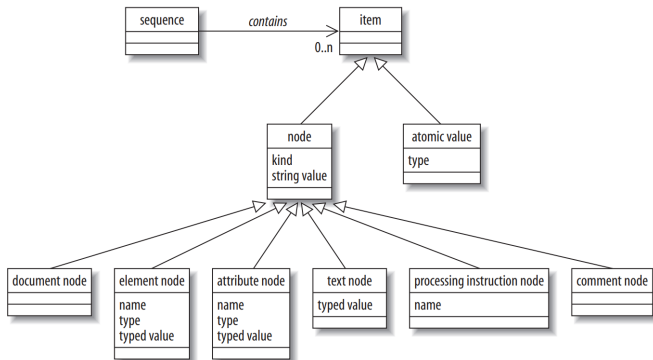 sequence
contains
item
0..n
node
kind
string value
atomic value
type
document node
element node
name
type
typed value
attribute node
name
type
typed value
text node
typed value
processing instruction node
name
comment node